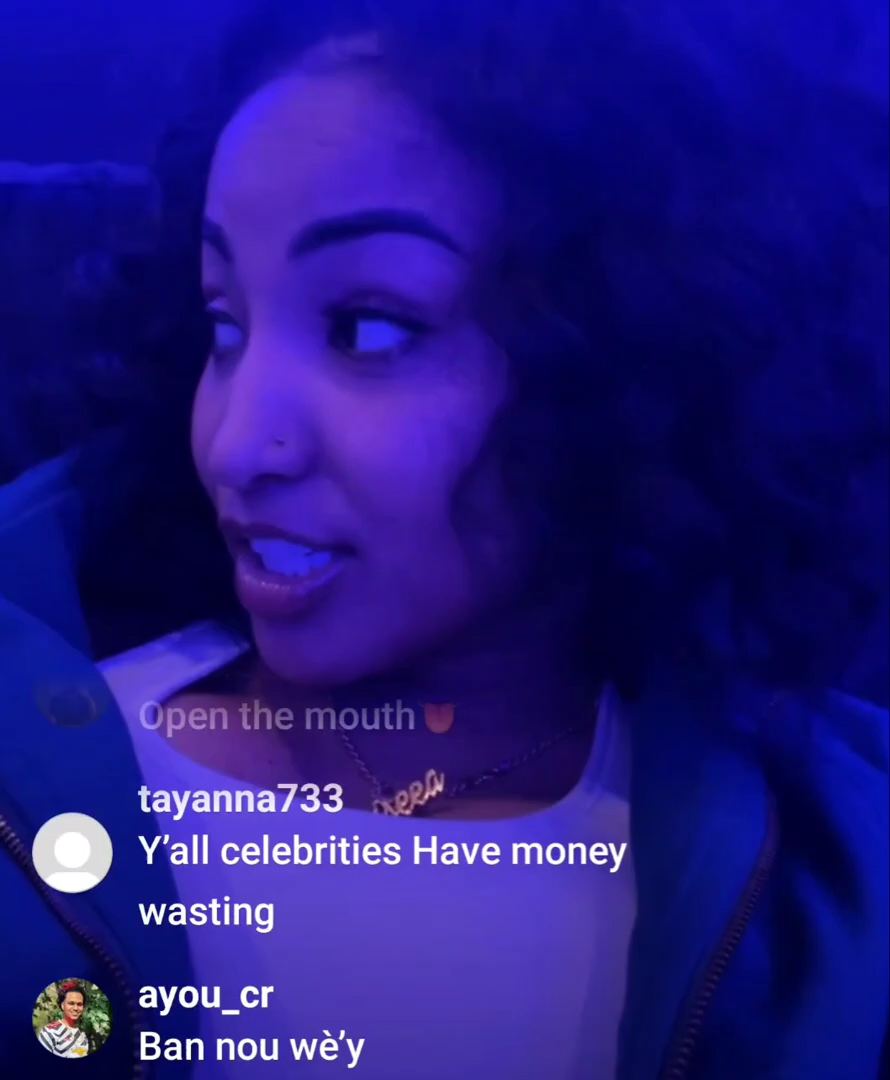 Open the mouth👅
tayanna733
Y'all celebrities Have money
wasting
ayou_cr
Ban nou wè'y